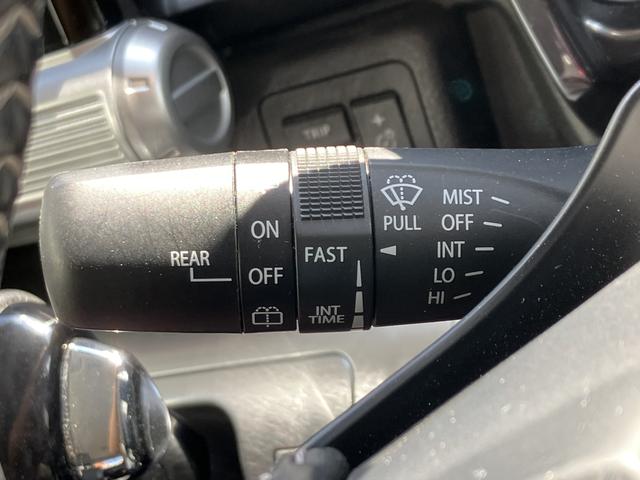 TRIP
+
REAR
ON
OFF
FAST
INT
TIME
PULL
MIST
OFF
INT
LO
HI